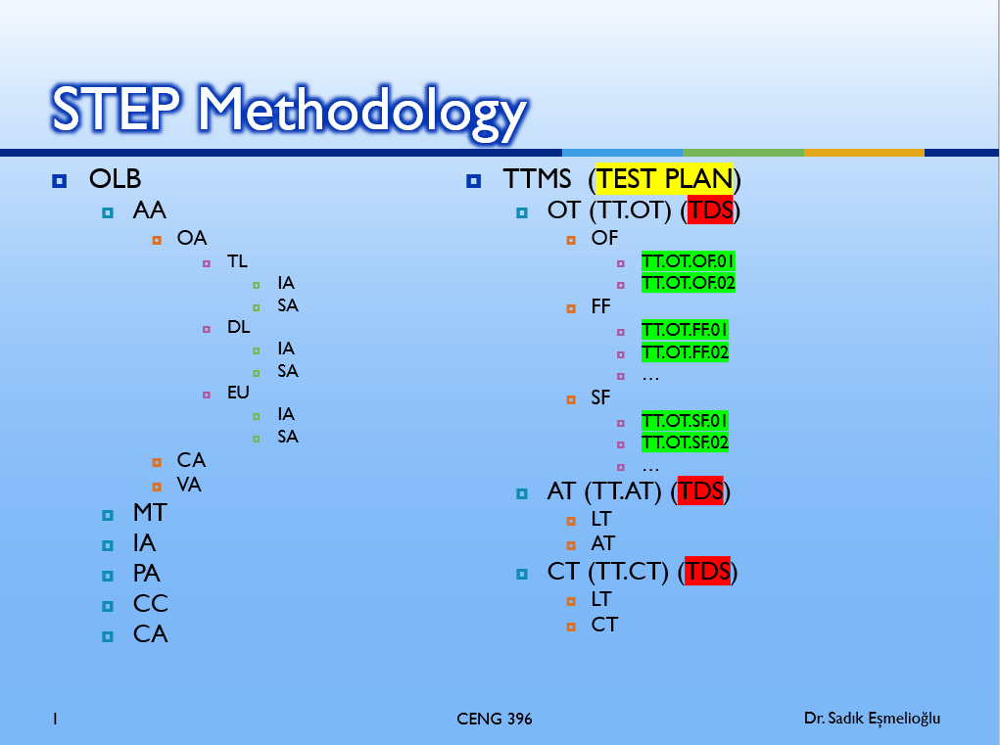 STEP Methodology
OLB
AA
OA
TL
IA
SA
DL
IA
SA
EU
IA
SA
CA
VA
MT
IA
PA
CC
CA
TTMS (TEST PLAN)
OT (TT.OT) (TDS)
OF
TT.OT.OF.01
TT.OT.OF.02
FF
TT.OT.FF.01
TT.OT.FF.02
…
SF
TT.OT.SF.01
TT.OT.SF.02
…
AT (TT.AT) (TDS)
LT
AT
CT (TT.CT) (TDS)
LT
CT
1
CENG 396
Dr. Sadık Eşmelioğlu